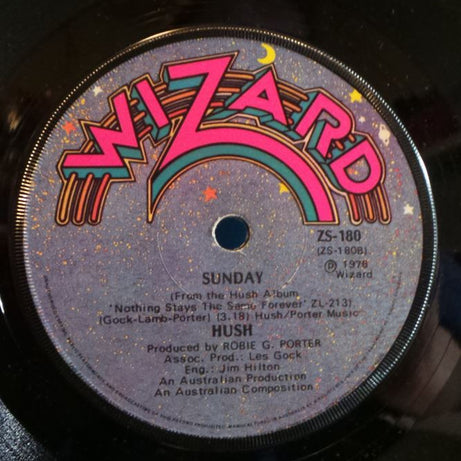 WIZARD
ZS-180
(ZS-180B)
Ⓟ 1978
Wizard
SUNDAY
(From the Hush Album
'Nothing Stays The Same Forever' ZL-213)
(Gock-Lamb-Porter) (3.18) Hush/Porter Music
HUSH
Produced by ROBIE G. PORTER
Assoc. Prod.: Les Gock
Eng.: Jim Hilton
An Australian Production
An Australian Composition